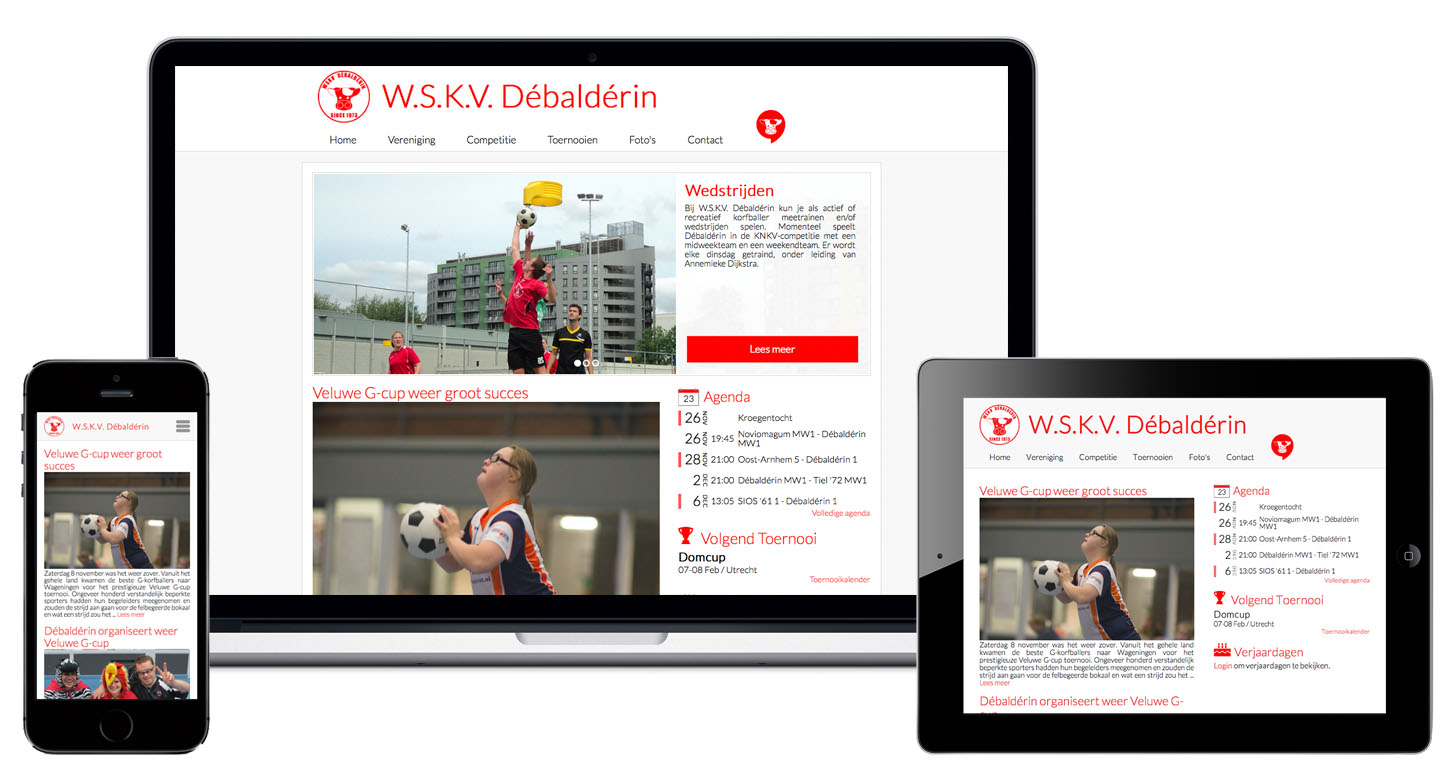 WSKV DEBALDERIN
SINCE 1973
W.S.K.V. Débaldérin
Home Vereniging Competitie Toernooien Foto's Contact
Wedstrijden
Bij W.S.K.V. Débaldérin kun je als actief of
recreatief korfballer meetrainen en/of
wedstrijden spelen. Momenteel speelt
Débaldérin in de KNKV-competitie met een
midweekteam en een weekendteam. Er wordt
elke dinsdag getraind, onder leiding van
Annemieke Dijkstra.
Lees meer
Veluwe G-cup weer groot succes
23 Agenda
26 NOV Kroegentocht
26 NOV 19:45 Noviomagum MW1 - Débaldérin
MW1
28 NOV 21:00 Oost-Arnhem 5 - Débaldérin 1
2 DEC 21:00 Débaldérin MW1 - Tiel '72 MW1
6 DEC 13:05 SIOS '61 1 - Débaldérin 1
Volledige agenda
Volgend Toernooi
Domcup
07-08 Feb / Utrecht
Toernooikalender
W.S.K.V. Débaldérin
Veluwe G-cup weer groot
succes
Zaterdag 8 november was het weer zover. Vanuit het
gehele land kwamen de beste G-korfballers naar
Wageningen voor het prestigieuze Veluwe G-cup
toernooi. Ongeveer honderd verstandelijk beperkte
sporters hadden hun begeleiders meegenomen en
zouden de strijd aan gaan voor de felbegeerde bokaal
en wat een strijd zou het ... Lees meer
Débaldérin organiseert weer
Veluwe G-cup
WSKV DEBALDERIN
SINCE 1973
W.S.K.V. Débaldérin
Home Vereniging Competitie Toernooien Foto's Contact
Veluwe G-cup weer groot succes
Zaterdag 8 november was het weer zover. Vanuit het gehele land
kwamen de beste G-korfballers naar Wageningen voor het
prestigieuze Veluwe G-cup toernooi. Ongeveer honderd verstandelijk
beperkte sporters hadden hun begeleiders meegenomen en zouden de
strijd aan gaan voor de felbegeerde bokaal en wat een strijd zou het ...
Lees meer
Débaldérin organiseert weer Veluwe G-
23 Agenda
26 NOV Kroegentocht
26 NOV 19:45 Noviomagum MW1 - Débaldérin
MW1
28 NOV 21:00 Oost-Arnhem 5 - Débaldérin 1
2 DEC 21:00 Débaldérin MW1 - Tiel '72 MW1
6 DEC 13:05 SIOS '61 1 - Débaldérin 1
Volledige agenda
Volgend Toernooi
Domcup
07-08 Feb / Utrecht
Toernooikalender
Verjaardagen
Login om verjaardagen te bekijken.